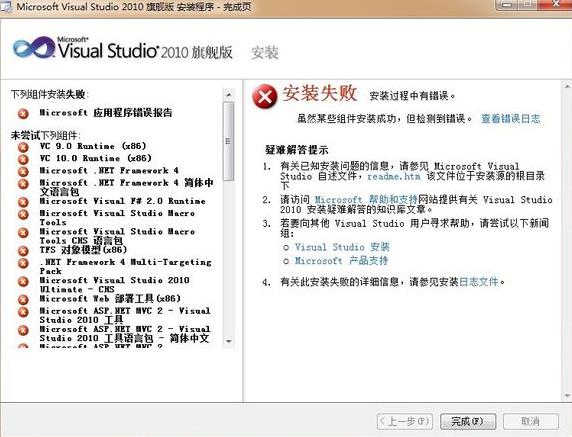 Microsoft Visual Studio 2010 旗舰版 安装程序 - 完成页
Microsoft®
Visual Studio® 2010 旗舰版 安装
下列组件安装失败:
Microsoft 应用程序错误报告
未尝试下列组件:
VC 9.0 Runtime (x86)
VC 10.0 Runtime (x86)
Microsoft .NET Framework 4
Microsoft .NET Framework 4 简体中
文语言包
Microsoft Visual F# 2.0 Runtime
Microsoft Visual Studio Macro
Tools
Microsoft Visual Studio Macro
Tools CHS 语言包
TFS 对象模型(x86)
.NET Framework 4 Multi-Targeting
Pack
Microsoft Visual Studio 2010
Ultimate - CHS
Microsoft Web 部署工具(x86)
Microsoft ASP.NET MVC 2 - Visual
Studio 2010 工具
Microsoft ASP.NET MVC 2 - Visual
Studio 2010 工具语言包 - 简体中文
Microsoft ASP.NET MVC 2
安装失败 安装过程中有错误。
虽然某些组件安装成功，但检测到错误。 查看错误日志
疑难解答提示
1. 有关已知安装问题的信息，请参见 Microsoft Visual
Studio 自述文件，readme.htm 该文件位于安装源的根目录
下
2. 请访问 Microsoft 帮助和支持网站提供有关 Visual Studio
2010 安装疑难解答的知识库文章。
3. 若要向其他 Visual Studio 用户寻求帮助，请尝试以下新闻
组:
Visual Studio 安装
Microsoft 产品支持
4. 有关此安装失败的详细信息，请参见安装日志文件。
<上一步(P) 完成(F) 取消